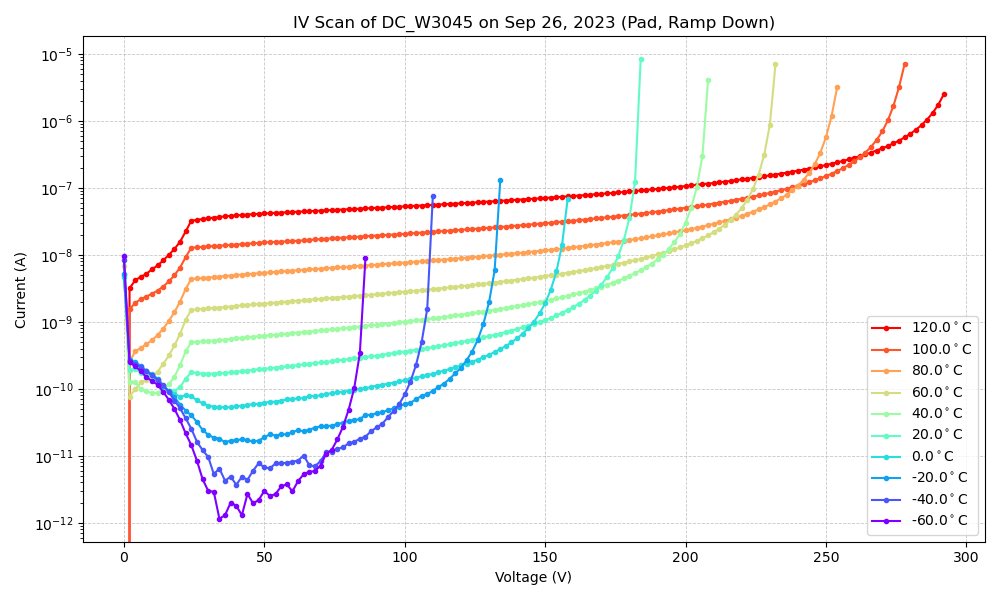 IV Scan of DC_W3045 on Sep 26, 2023 (Pad, Ramp Down)
Current (A)
10⁻⁵
10⁻⁶
10⁻⁷
10⁻⁸
10⁻⁹
10⁻¹⁰
10⁻¹¹
10⁻¹²
120.0°C
100.0°C
80.0°C
60.0°C
40.0°C
20.0°C
0.0°C
-20.0°C
-40.0°C
-60.0°C
0 50 100 150 200 250 300
Voltage (V)